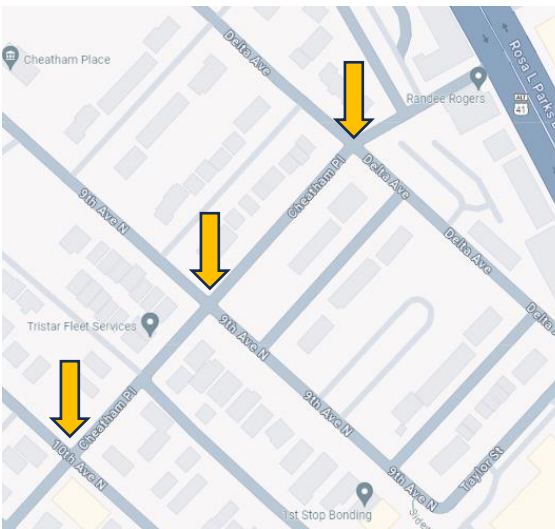 Delta Ave
Rosa L Parks B
Cheatham Place
Randee Rogers
ALT
41
Cheatham Pl
Delta Ave
9th Ave N
Delta Ave
Delta
Tristar Fleet Services
9th Ave N
Cheatham Pl
9th Ave N
10th Ave N
9th Ave N
Taylor St
1st Stop Bonding